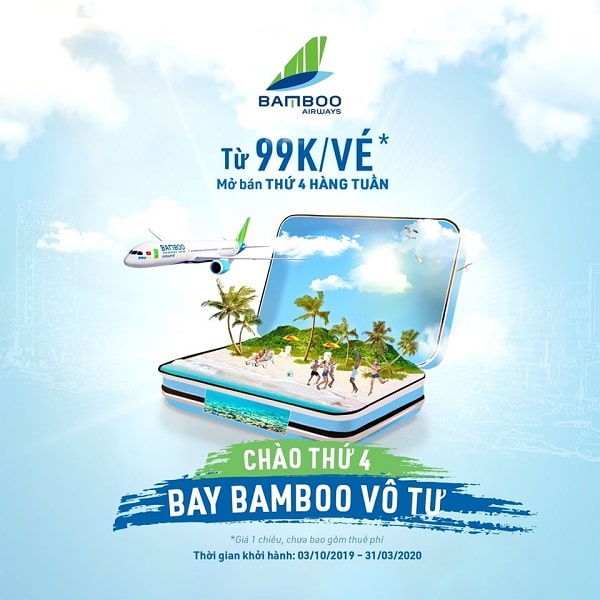 BAMBOO
AIRWAYS
Từ 99K/VÉ*
Mở bán THỨ 4 HÀNG TUẦN
BAMBOO
CHÀO THỨ 4
BAY BAMBOO VÔ TƯ
*Giá 1 chiều, chưa bao gồm thuế phí
Thời gian khởi hành: 03/10/2019 – 31/03/2020